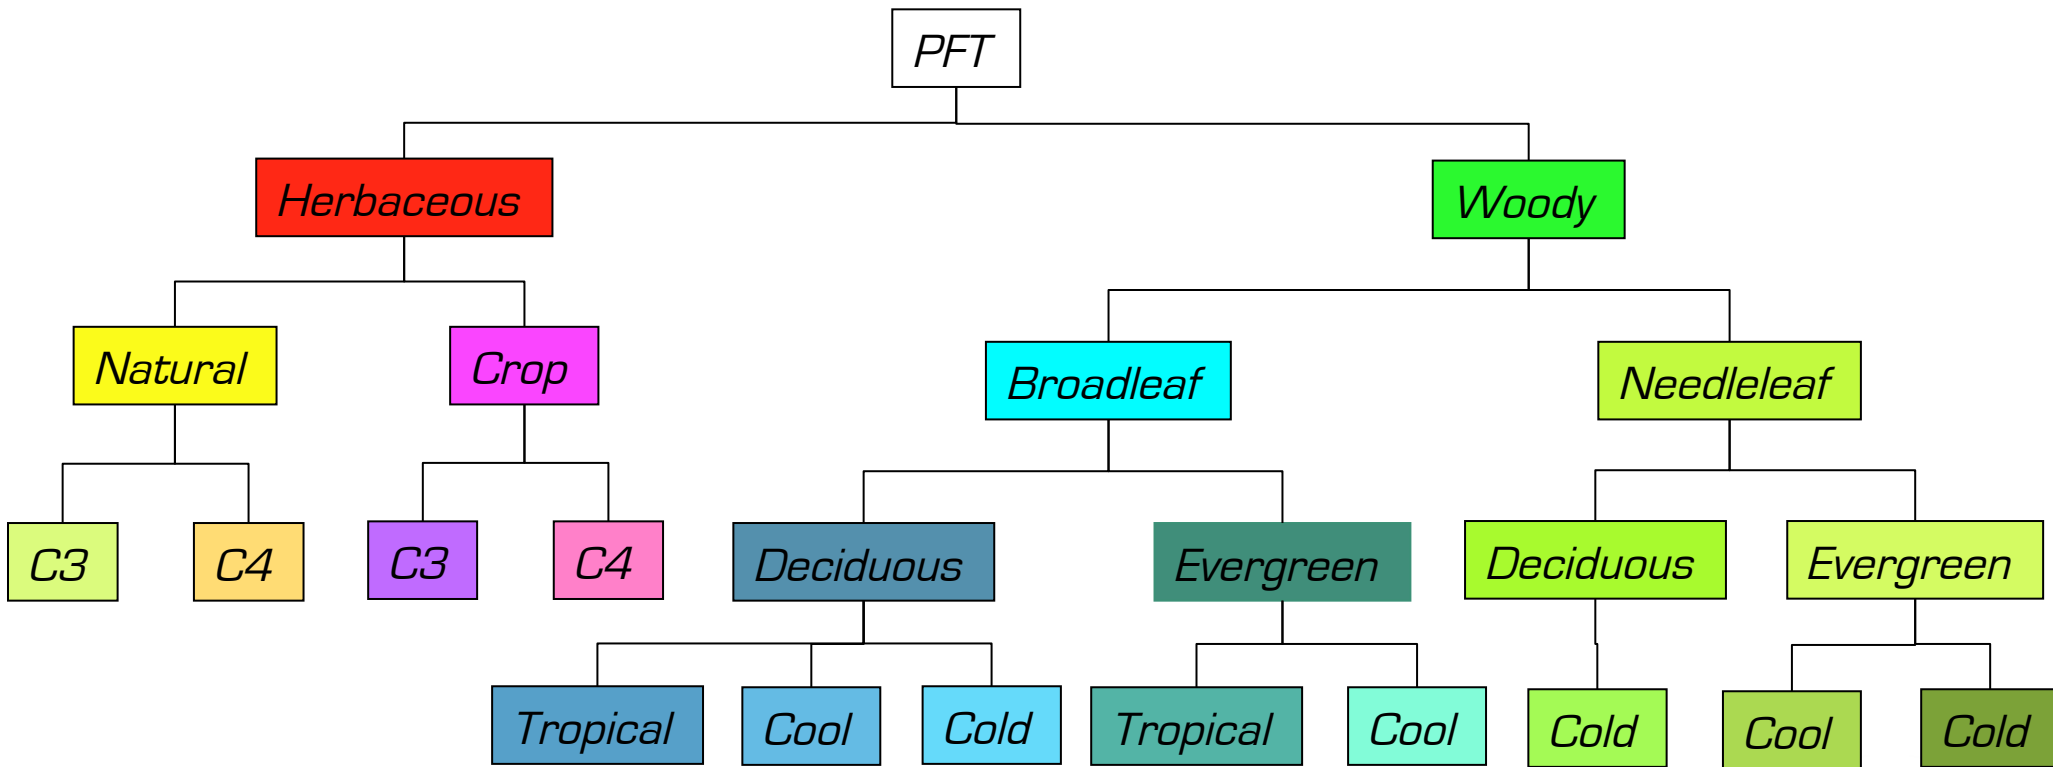 PFT
Herbaceous
Woody
Natural
Crop
Broadleaf
Needleleaf
C3
C4
C3
C4
Deciduous
Evergreen
Deciduous
Evergreen
Tropical
Cool
Cold
Tropical
Cool
Cold
Cool
Cold